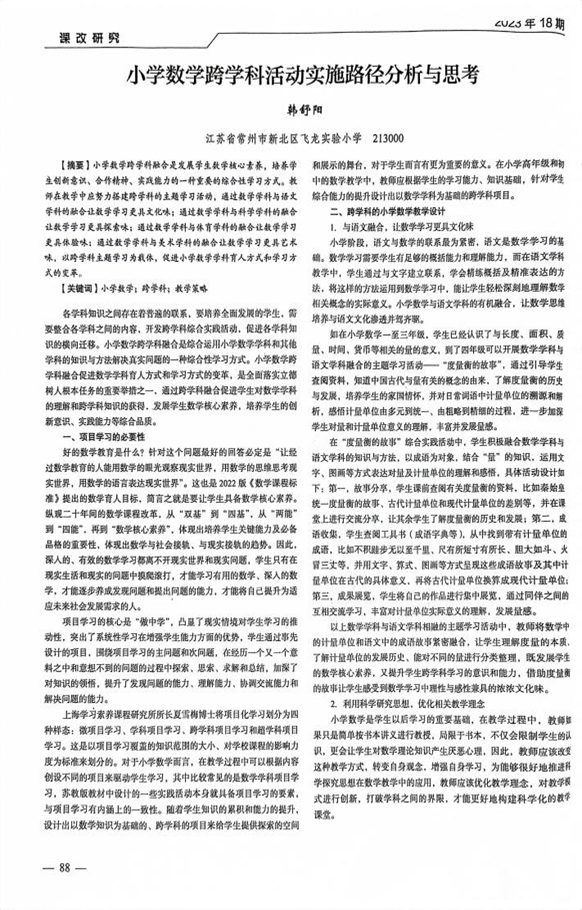 课改研究
2023年18期
小学数学跨学科活动实施路径分析与思考
韩舒阳
江苏省常州市新北区飞龙实验小学 213000
【摘要】小学数学跨学科融合是发展学生数学核心素养，培养学
生创新意识、合作精神、实践能力的一种重要的综合性学习方式。教
师在教学中应努力搭建跨学科的主题学习活动，通过数学学科与语文
学科的融合让数学学习更具文化味；通过数学学科与科学学科的融合
让数学学习更具探索味；通过数学学科与体育学科的融合让数学学习
更具体验味；通过数学学科与美术学科的融合让数学学习更具艺术
味，以跨学科主题学习为载体，促进小学数学学科育人方式和学习方
式的变革。
【关键词】小学数学；跨学科；教学策略
各学科知识之间存在着普遍的联系，要培养全面发展的学生，需
要整合各学科之间的内容，开发跨学科综合实践活动，促进各学科知
识的横向迁移。小学数学跨学科融合是综合运用小学数学学科和其他
学科的知识与方法解决真实问题的一种综合性学习方式。小学数学跨
学科融合促进数学学科育人方式和学习方式的变革，是全面落实立德
树人根本任务的重要举措之一，通过跨学科融合促进学生对数学学科
的理解和跨学科知识的获得，发展学生数学核心素养，培养学生的创
新意识、实践能力等综合品质。
一、项目学习的必要性
好的数学教育是什么？针对这个问题最好的回答必定是“让经
过数学教育的人能用数学的眼光观察现实世界，用数学的思维思考现
实世界，用数学的语言表达现实世界”。这也是2022版《数学课程标
准》提出的数学育人目标，简言之就是要让学生具备数学核心素养。
纵观二十年间的数学课程改革，从“双基”到“四基”，从“两能”
到“四能”，再到“数学核心素养”，体现出培养学生关键能力及必备
品格的重要性，体现出数学与社会接轨、与现实接轨的趋势。因此，
深人的、有效的数学学习都离不开现实世界和现实问题，学生只有在
现实生活和现实的问题中摸爬滚打，才能学习有用的数学、深人的数
学，才能逐步养成发现问题和提出问题的能力，才能将自己提升为适
应未来社会发展需求的人。
项目学习的核心是“做中学”，凸显了现实情境对学生学习的推
动性，突出了系统性学习在增强学生能力方面的优势，学生通过事先
设计的项目，围绕项目学习的主问题和次问题，在经历一个又一个意
料之中和意想不到的问题的过程中探索、思索、求解和总结，加深了
对知识的领悟，提升了发现问题的能力、理解能力、协调交流能力和
解决问题的能力。
上海学习素养课程研究所所长夏雪梅博士将项目化学习划分为四
种样态：微项目学习、学科项目学习、跨学科项目学习和超学科项目
学习。这是以项目学习覆盖的知识范围的大小、对学校课程的影响力
度为标准来划分的。对于小学数学而言，在教学过程中可以根据内容
创设不同的项目来驱动学生学习，其中比较常见的是数学学科项目学
习，苏教版教材中设计的一些实践活动本身就具备项目学习的要素，
与项目学习有内涵上的一致性。随着学生知识的累积和能力的提升，
设计出以数学知识为基础的、跨学科的项目来给学生提供探索的空间
和展示的舞台，对于学生而言有更为重要的意义。在小学高年级和初
中的数学教学中，教师应根据学生的学习能力、知识基础，针对学生
综合能力的提升设计出以数学学科为基础的跨学科项目。
二、跨学科的小学数学教学设计
1. 与语文融合，让数学学习更具文化味
小学阶段，语文与数学的联系最为紧密，语文是数学学习的基
础。数学学习需要学生有足够的概括能力和理解能力，而在语文学科
教学中，学生通过与文字建立联系，学会精练概括及精准表达的方
法，将这样的方法运用到数学学习中，能让学生轻松深刻地理解数学
相关概念的实际意义。小学数学与语文学科的有机融合，让数学思维
培养与语文文化渗透并驾齐驱。
如在小学数学一至三年级，学生已经认识了与长度、面积、质
量、时间、货币等相关的量的意义，到了四年级可以开展数学学科与
语文学科融合的主题学习活动——“度量衡的故事”，通过引导学生
查阅资料，知道中国古代与量有关的概念的由来，了解度量衡的历史
与发展，培养学生的家国情怀，并对日常词语中计量单位的溯源和解
析，感悟计量单位由多元到统一、由粗略到精细的过程，进一步加深
学生对量和计量单位意义的理解，丰富并发展量感。
在“度量衡的故事”综合实践活动中，学生积极融合数学学科与
语文学科的知识与方法，以成语为对象，结合“量”的知识，运用文
字、图画等方式表达对量及计量单位的理解和感悟，具体活动设计如
下：第一，故事分享，学生课前查阅有关度量衡的资料，比如秦始皇
统一度量衡的故事、古代计量单位和现代计量单位的差别等，并在课
堂上进行交流分享，让其余学生了解度量衡的历史和发展；第二，成
语收集，学生查阅工具书（成语字典等），从中找到带有计量单位的
成语，比如不积跬步无以至千里、尺有所短寸有所长、胆大如斗、火
冒三丈等，并用文字、算式、图画等方式呈现这些成语故事及其中计
量单位在古代的具体意义，再将古代计量单位换算成现代计量单位；
第三，成果展览，学生将自己的作品进行集中展览，通过同伴之间的
互相交流学习，丰富对计量单位实际意义的理解，发展量感。
以上数学学科与语文学科相融的主题学习活动中，教师将数学中
的计量单位和语文中的成语故事紧密融合，让学生理解度量的本质、
了解计量单位的发展历史、能对不同的量进行分类整理，既发展学生
的数学核心素养，又提升学生跨学科学习的意识和能力，借助度量衡
的故事让学生感受到数学学习中理性与感性兼具的浓浓文化味。
2. 利用科学研究思想，优化相关教学理念
小学数学是学生以后学习的重要基础，在教学过程中，教师如
果只是简单按书本讲义进行教授，局限于书本，不仅会限制学生的认
识，更会让学生对数学理论知识产生厌恶心理，因此，教师应该改变
这种教学方式，转变自身观念，增强自身学习，为能够很好地推进科
学探究思想在数学教学中的应用，教师应该优化教学理念，对教学模
式进行创新，打破学科之间的界限，才能更好地构建科学化的教学
课堂。
— 88 —